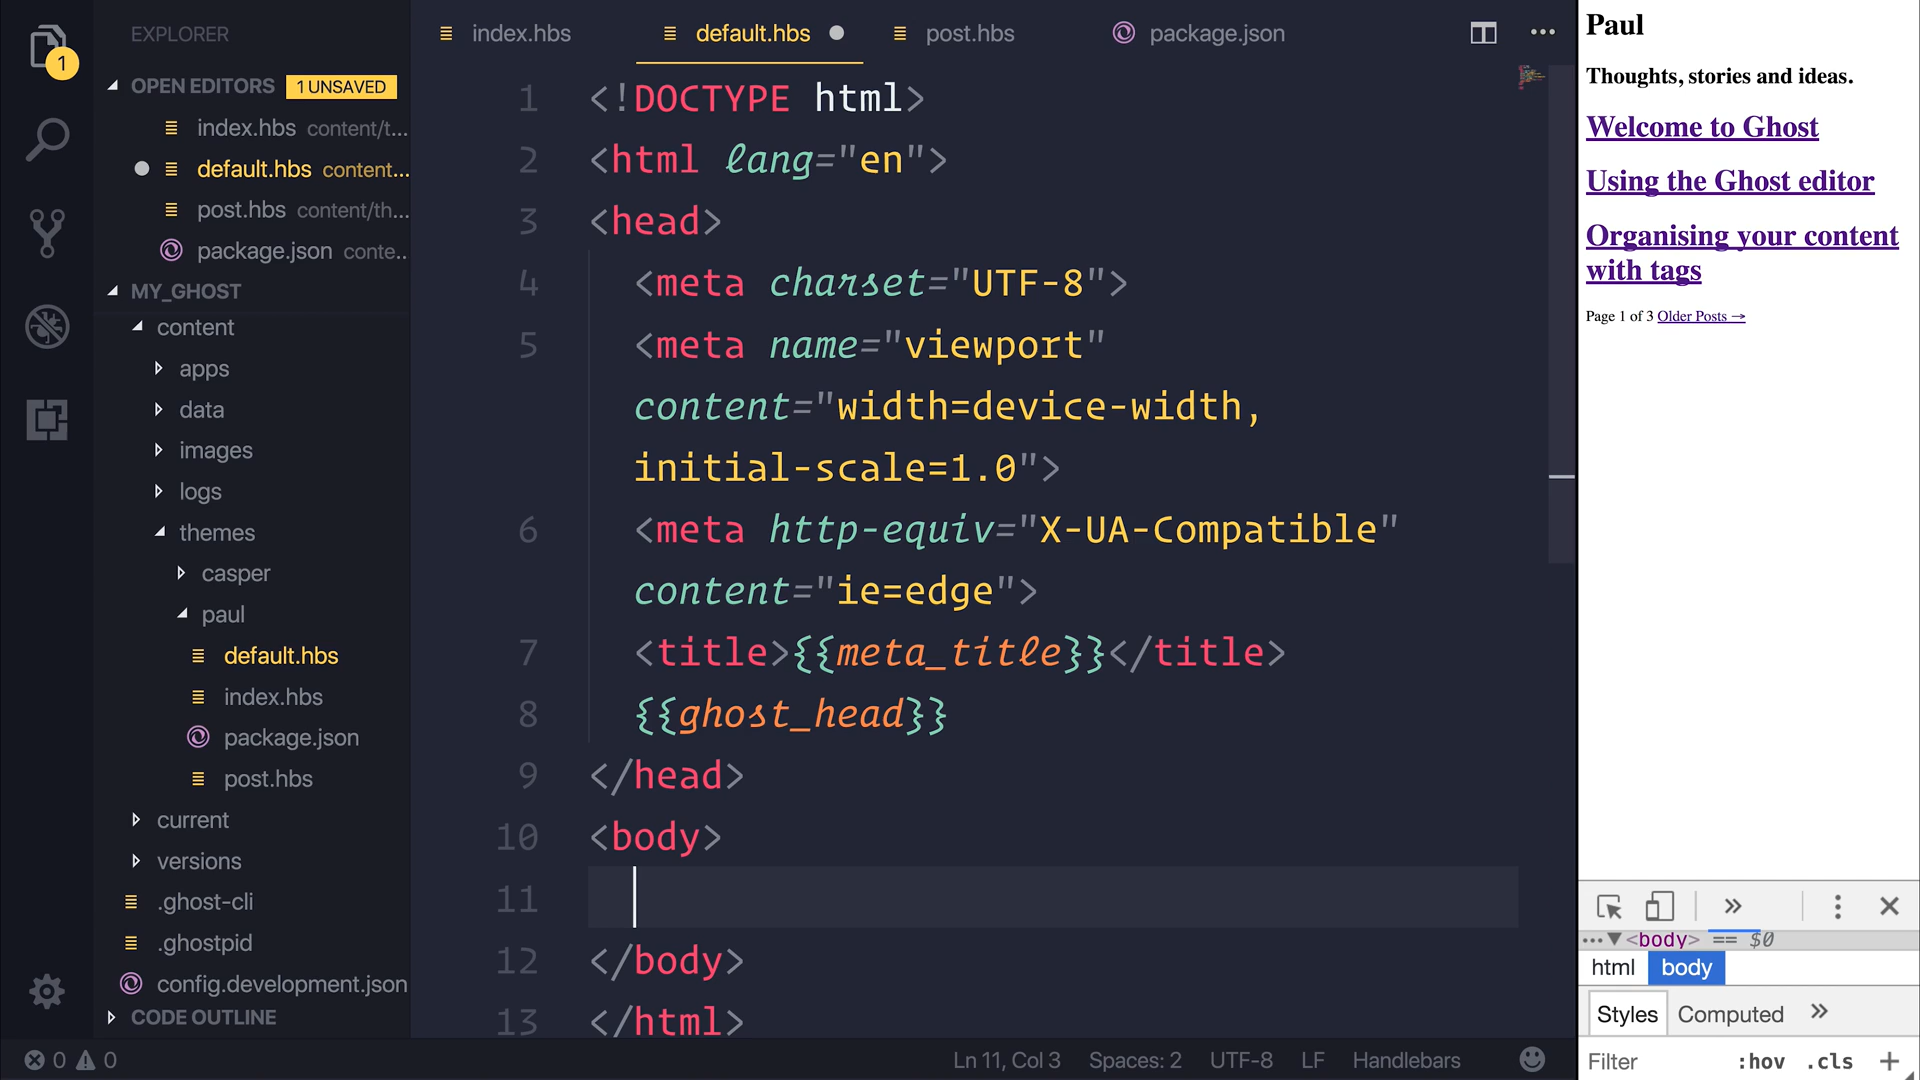 1
EXPLORER
OPEN EDITORS 1 UNSAVED
index.hbs content/t...
default.hbs content...
post.hbs content/th...
package.json conte...
MY_GHOST
content
apps
data
images
logs
themes
casper
paul
default.hbs
index.hbs
package.json
post.hbs
current
versions
.ghost-cli
.ghostpid
config.development.json
CODE OUTLINE
index.hbs default.hbs post.hbs package.json
1 <!DOCTYPE html>
2 <html lang="en">
3 <head>
4 <meta charset="UTF-8">
5 <meta name="viewport"
content="width=device-width,
initial-scale=1.0">
6 <meta http-equiv="X-UA-Compatible"
content="ie=edge">
7 <title>{{meta_title}}</title>
8 {{ghost_head}}
9 </head>
10 <body>
11
12 </body>
13 </html>
0 0 Ln 11, Col 3 Spaces: 2 UTF-8 LF Handlebars
Paul
Thoughts, stories and ideas.
Welcome to Ghost
Using the Ghost editor
Organising your content
with tags
Page 1 of 3 Older Posts →
<body> == $0
html body
Styles Computed
Filter :hov .cls +